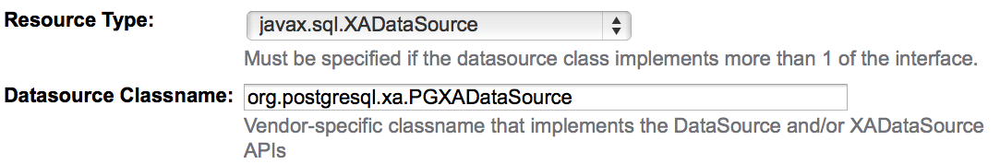 Resource Type: javax.sql.XADataSource
Must be specified if the datasource class implements more than 1 of the interface.
Datasource Classname: org.postgresql.xa.PGXADataSource
Vendor-specific classname that implements the DataSource and/or XADataSource
APIs